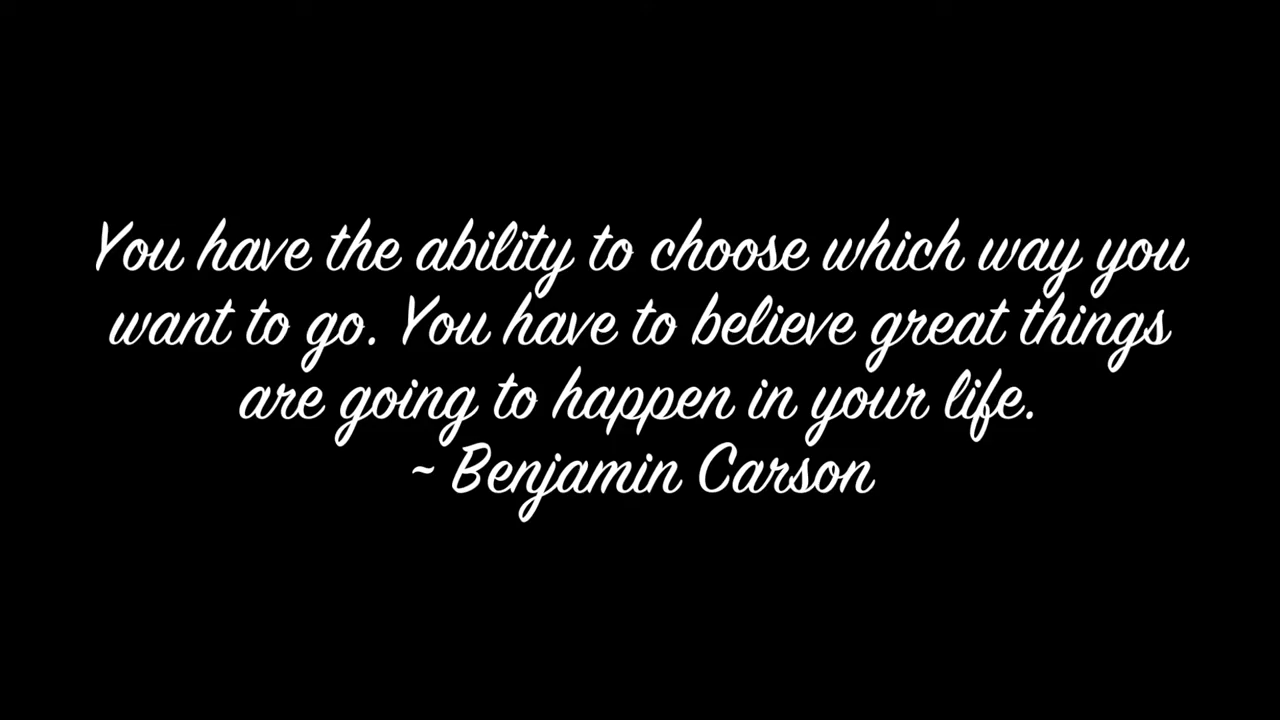 You have the ability to choose which way you
want to go. You have to believe great things
are going to happen in your life.
~ Benjamin Carson